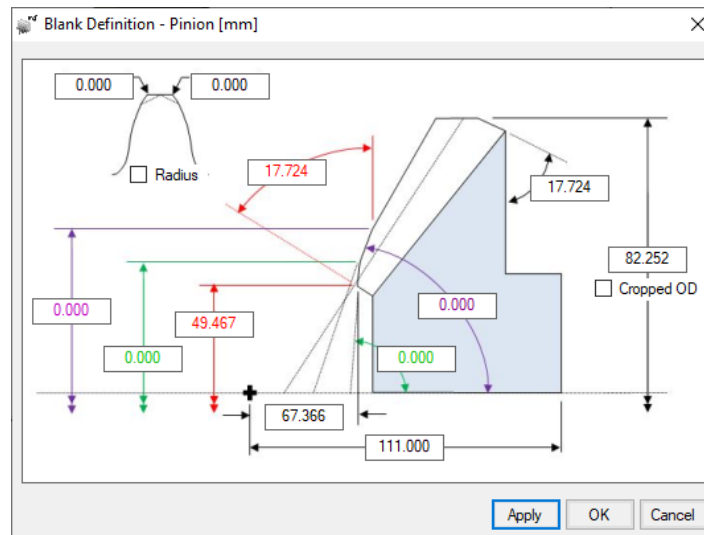 Blank Definition - Pinion [mm]
0.000
0.000
Radius
17.724
17.724
82.252
Cropped OD
0.000
0.000
49.467
0.000
0.000
67.366
111.000
Apply
OK
Cancel